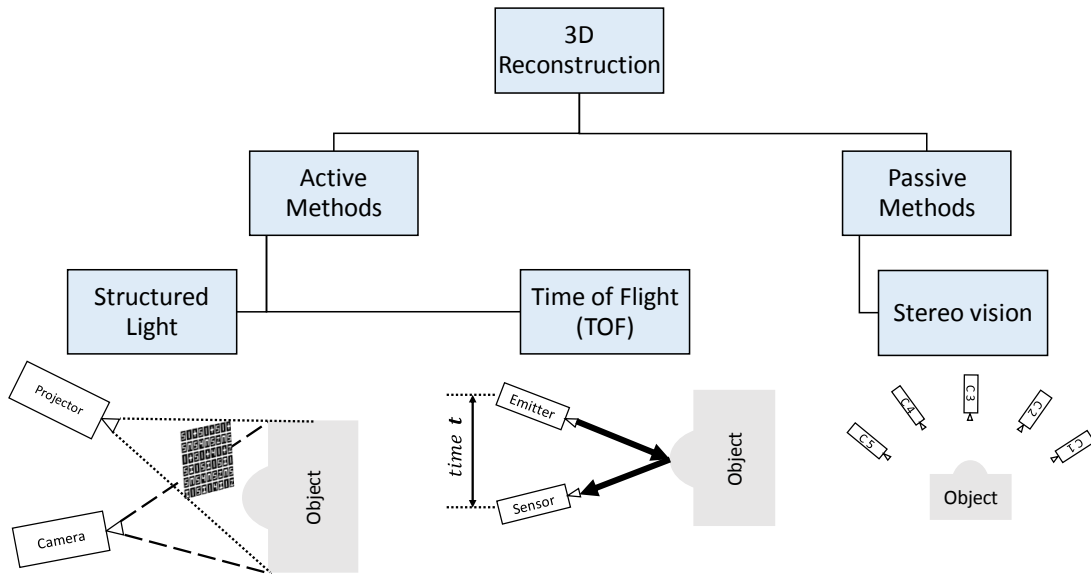 3D
Reconstruction
Active
Methods
Passive
Methods
Structured
Light
Time of Flight
(TOF)
Stereo vision
Projector
Camera
Object
time t
Emitter
Sensor
Object
C5
C4
C3
C2
C1
Object